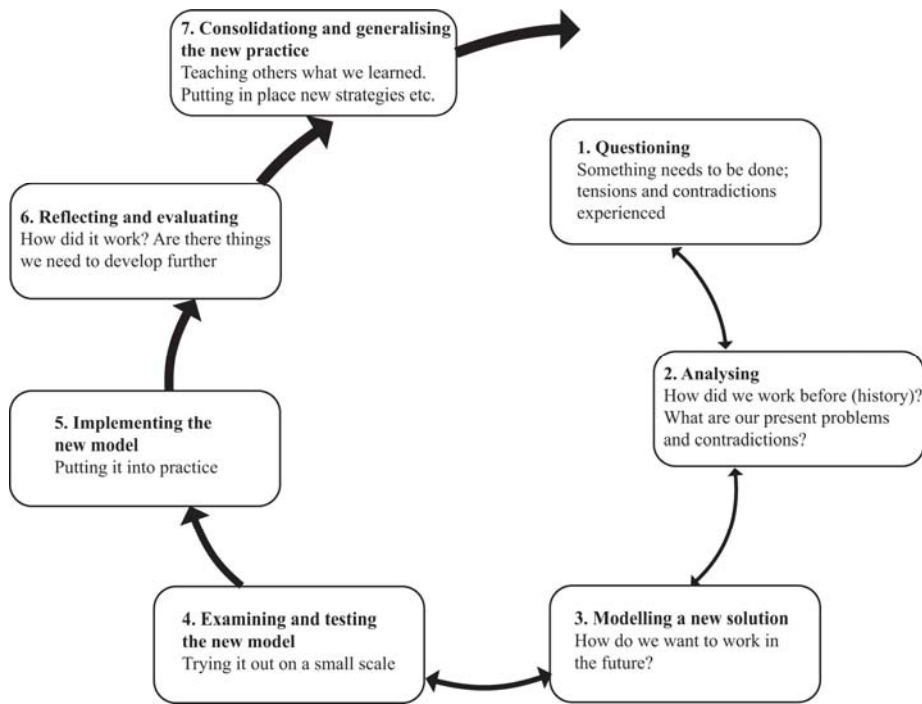 7. Consolidationg and generalising
the new practice
Teaching others what we learned.
Putting in place new strategies etc.
1. Questioning
Something needs to be done;
tensions and contradictions
experienced
6. Reflecting and evaluating
How did it work? Are there things
we need to develop further
2. Analysing
How did we work before (history)?
What are our present problems
and contradictions?
5. Implementing the
new model
Putting it into practice
4. Examining and testing
the new model
Trying it out on a small scale
3. Modelling a new solution
How do we want to work in
the future?